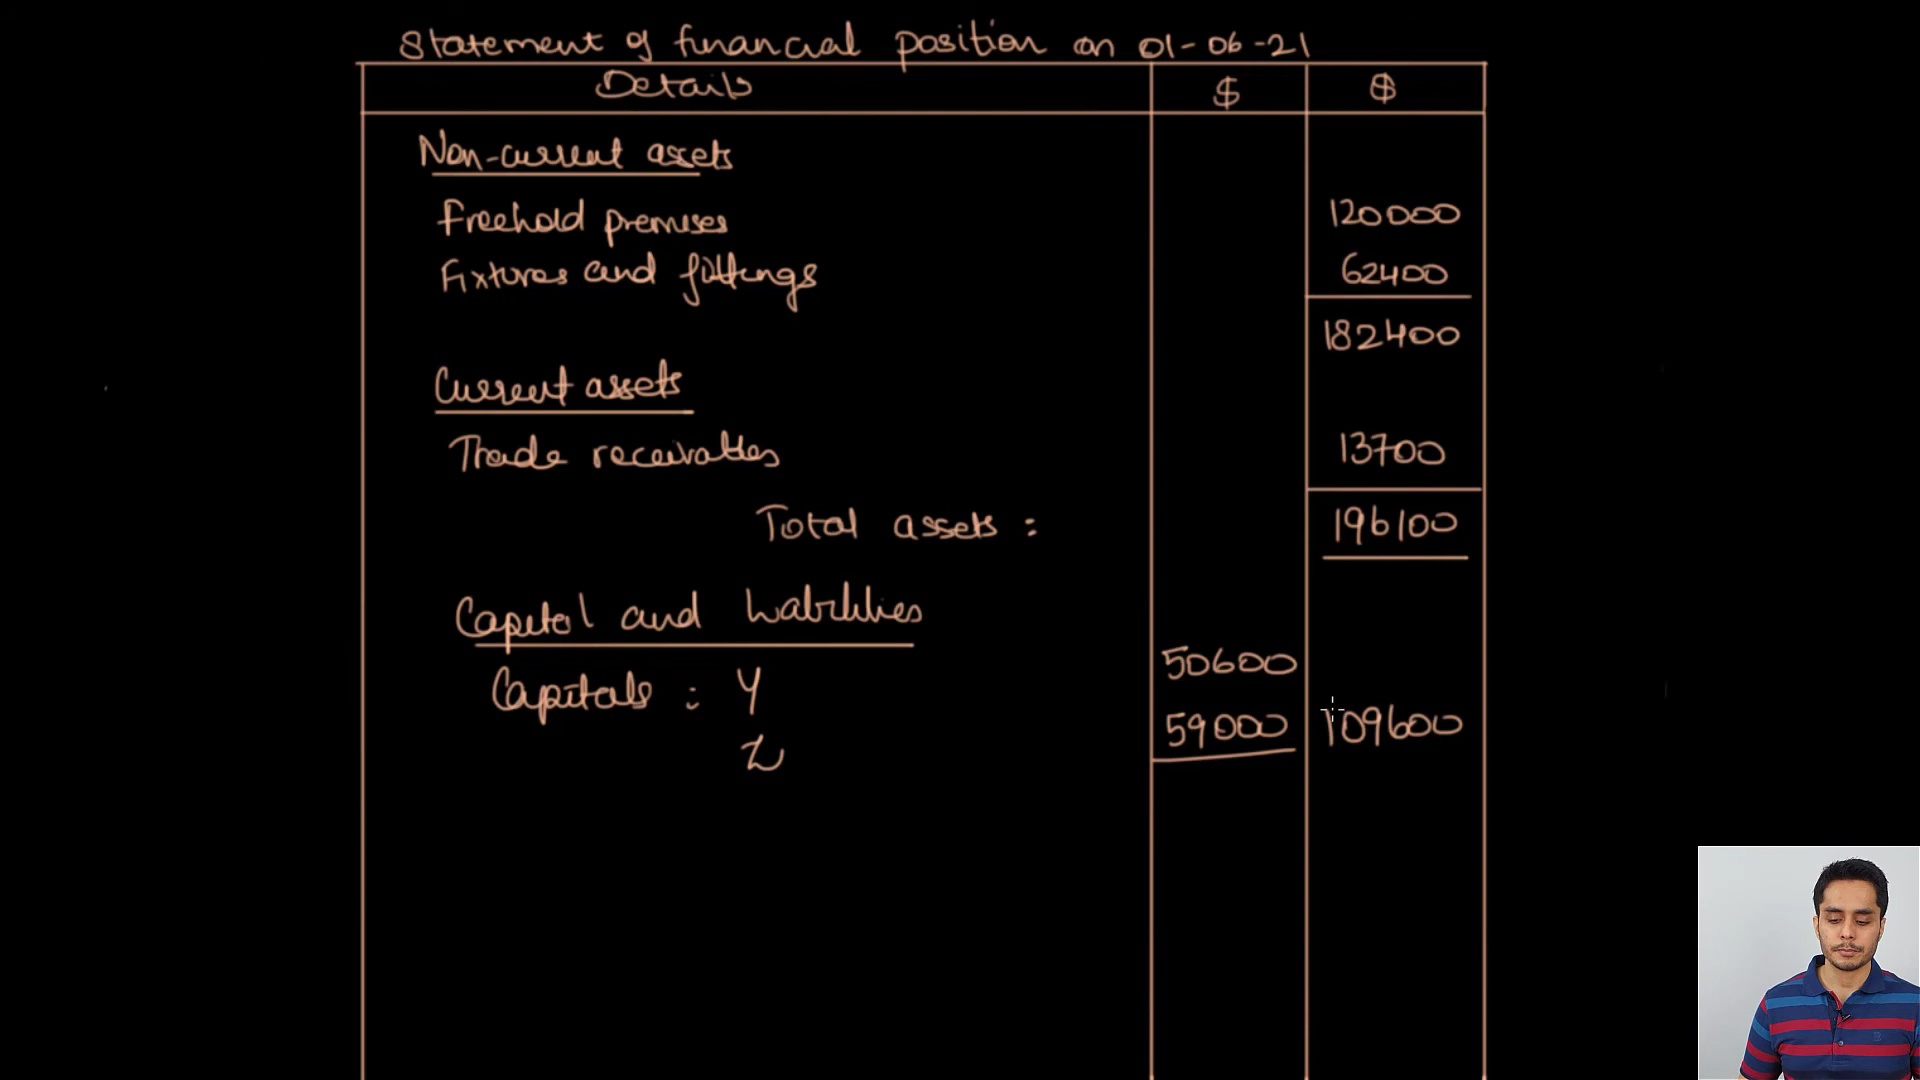 Statement of financial position on 01-06-21
Details $ $
Non-current assets
Freehold premises 120000
Fixtures and fittings 62400
182400
Current assets
Trade receivables 13700
Total assets : 196100
Capital and Liabilities
Capitals : Y 50600
Z 59000 109600